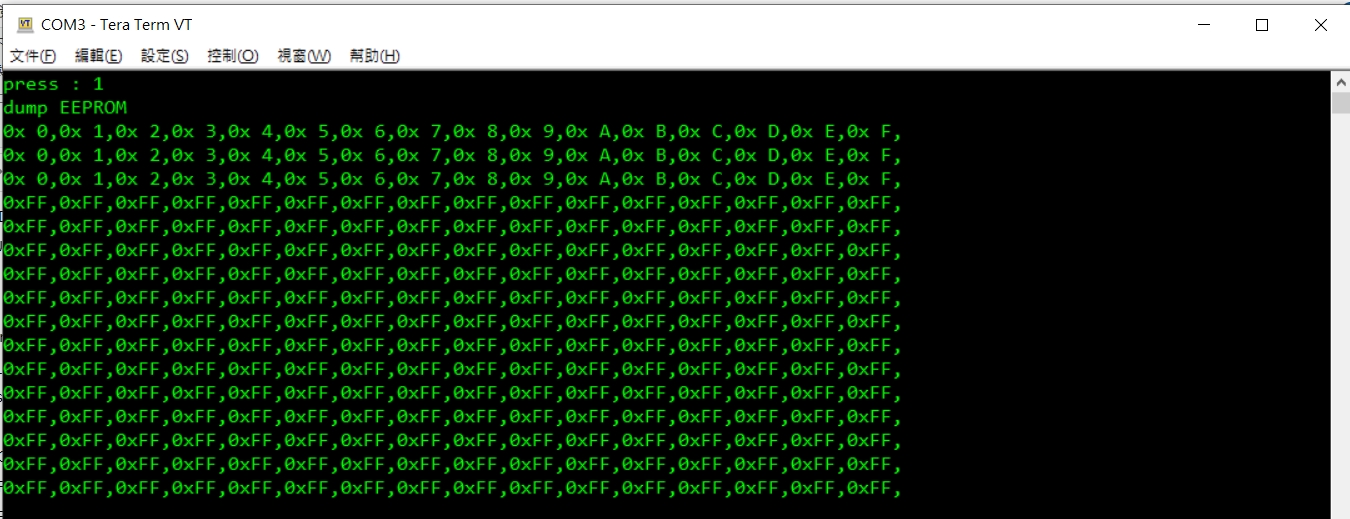 COM3 - Tera Term VT
文件(F) 編輯(E) 設定(S) 控制(O) 視窗(W) 幫助(H)
press : 1
dump EEPROM
0x 0,0x 1,0x 2,0x 3,0x 4,0x 5,0x 6,0x 7,0x 8,0x 9,0x A,0x B,0x C,0x D,0x E,0x F,
0x 0,0x 1,0x 2,0x 3,0x 4,0x 5,0x 6,0x 7,0x 8,0x 9,0x A,0x B,0x C,0x D,0x E,0x F,
0x 0,0x 1,0x 2,0x 3,0x 4,0x 5,0x 6,0x 7,0x 8,0x 9,0x A,0x B,0x C,0x D,0x E,0x F,
0xFF,0xFF,0xFF,0xFF,0xFF,0xFF,0xFF,0xFF,0xFF,0xFF,0xFF,0xFF,0xFF,0xFF,0xFF,0xFF,
0xFF,0xFF,0xFF,0xFF,0xFF,0xFF,0xFF,0xFF,0xFF,0xFF,0xFF,0xFF,0xFF,0xFF,0xFF,0xFF,
0xFF,0xFF,0xFF,0xFF,0xFF,0xFF,0xFF,0xFF,0xFF,0xFF,0xFF,0xFF,0xFF,0xFF,0xFF,0xFF,
0xFF,0xFF,0xFF,0xFF,0xFF,0xFF,0xFF,0xFF,0xFF,0xFF,0xFF,0xFF,0xFF,0xFF,0xFF,0xFF,
0xFF,0xFF,0xFF,0xFF,0xFF,0xFF,0xFF,0xFF,0xFF,0xFF,0xFF,0xFF,0xFF,0xFF,0xFF,0xFF,
0xFF,0xFF,0xFF,0xFF,0xFF,0xFF,0xFF,0xFF,0xFF,0xFF,0xFF,0xFF,0xFF,0xFF,0xFF,0xFF,
0xFF,0xFF,0xFF,0xFF,0xFF,0xFF,0xFF,0xFF,0xFF,0xFF,0xFF,0xFF,0xFF,0xFF,0xFF,0xFF,
0xFF,0xFF,0xFF,0xFF,0xFF,0xFF,0xFF,0xFF,0xFF,0xFF,0xFF,0xFF,0xFF,0xFF,0xFF,0xFF,
0xFF,0xFF,0xFF,0xFF,0xFF,0xFF,0xFF,0xFF,0xFF,0xFF,0xFF,0xFF,0xFF,0xFF,0xFF,0xFF,
0xFF,0xFF,0xFF,0xFF,0xFF,0xFF,0xFF,0xFF,0xFF,0xFF,0xFF,0xFF,0xFF,0xFF,0xFF,0xFF,
0xFF,0xFF,0xFF,0xFF,0xFF,0xFF,0xFF,0xFF,0xFF,0xFF,0xFF,0xFF,0xFF,0xFF,0xFF,0xFF,
0xFF,0xFF,0xFF,0xFF,0xFF,0xFF,0xFF,0xFF,0xFF,0xFF,0xFF,0xFF,0xFF,0xFF,0xFF,0xFF,
0xFF,0xFF,0xFF,0xFF,0xFF,0xFF,0xFF,0xFF,0xFF,0xFF,0xFF,0xFF,0xFF,0xFF,0xFF,0xFF,